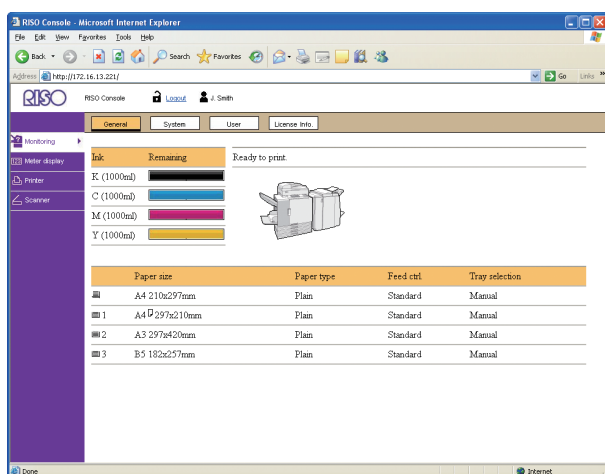 RISO Console - Microsoft Internet Explorer
File Edit View Favorites Tools Help
Back Search Favorites
Address http://172.16.13.221/ Go Links »
RISO RISO Console Logout J. Smith
General System User License Info.
Monitoring
Meter display
Printer
Scanner
Ink Remaining Ready to print.
K (1000ml)
C (1000ml)
M (1000ml)
Y (1000ml)
Paper size Paper type Feed ctrl. Tray selection
A4 210x297mm Plain Standard Manual
1 A4 297x210mm Plain Standard Manual
2 A3 297x420mm Plain Standard Manual
3 B5 182x257mm Plain Standard Manual
Done Internet